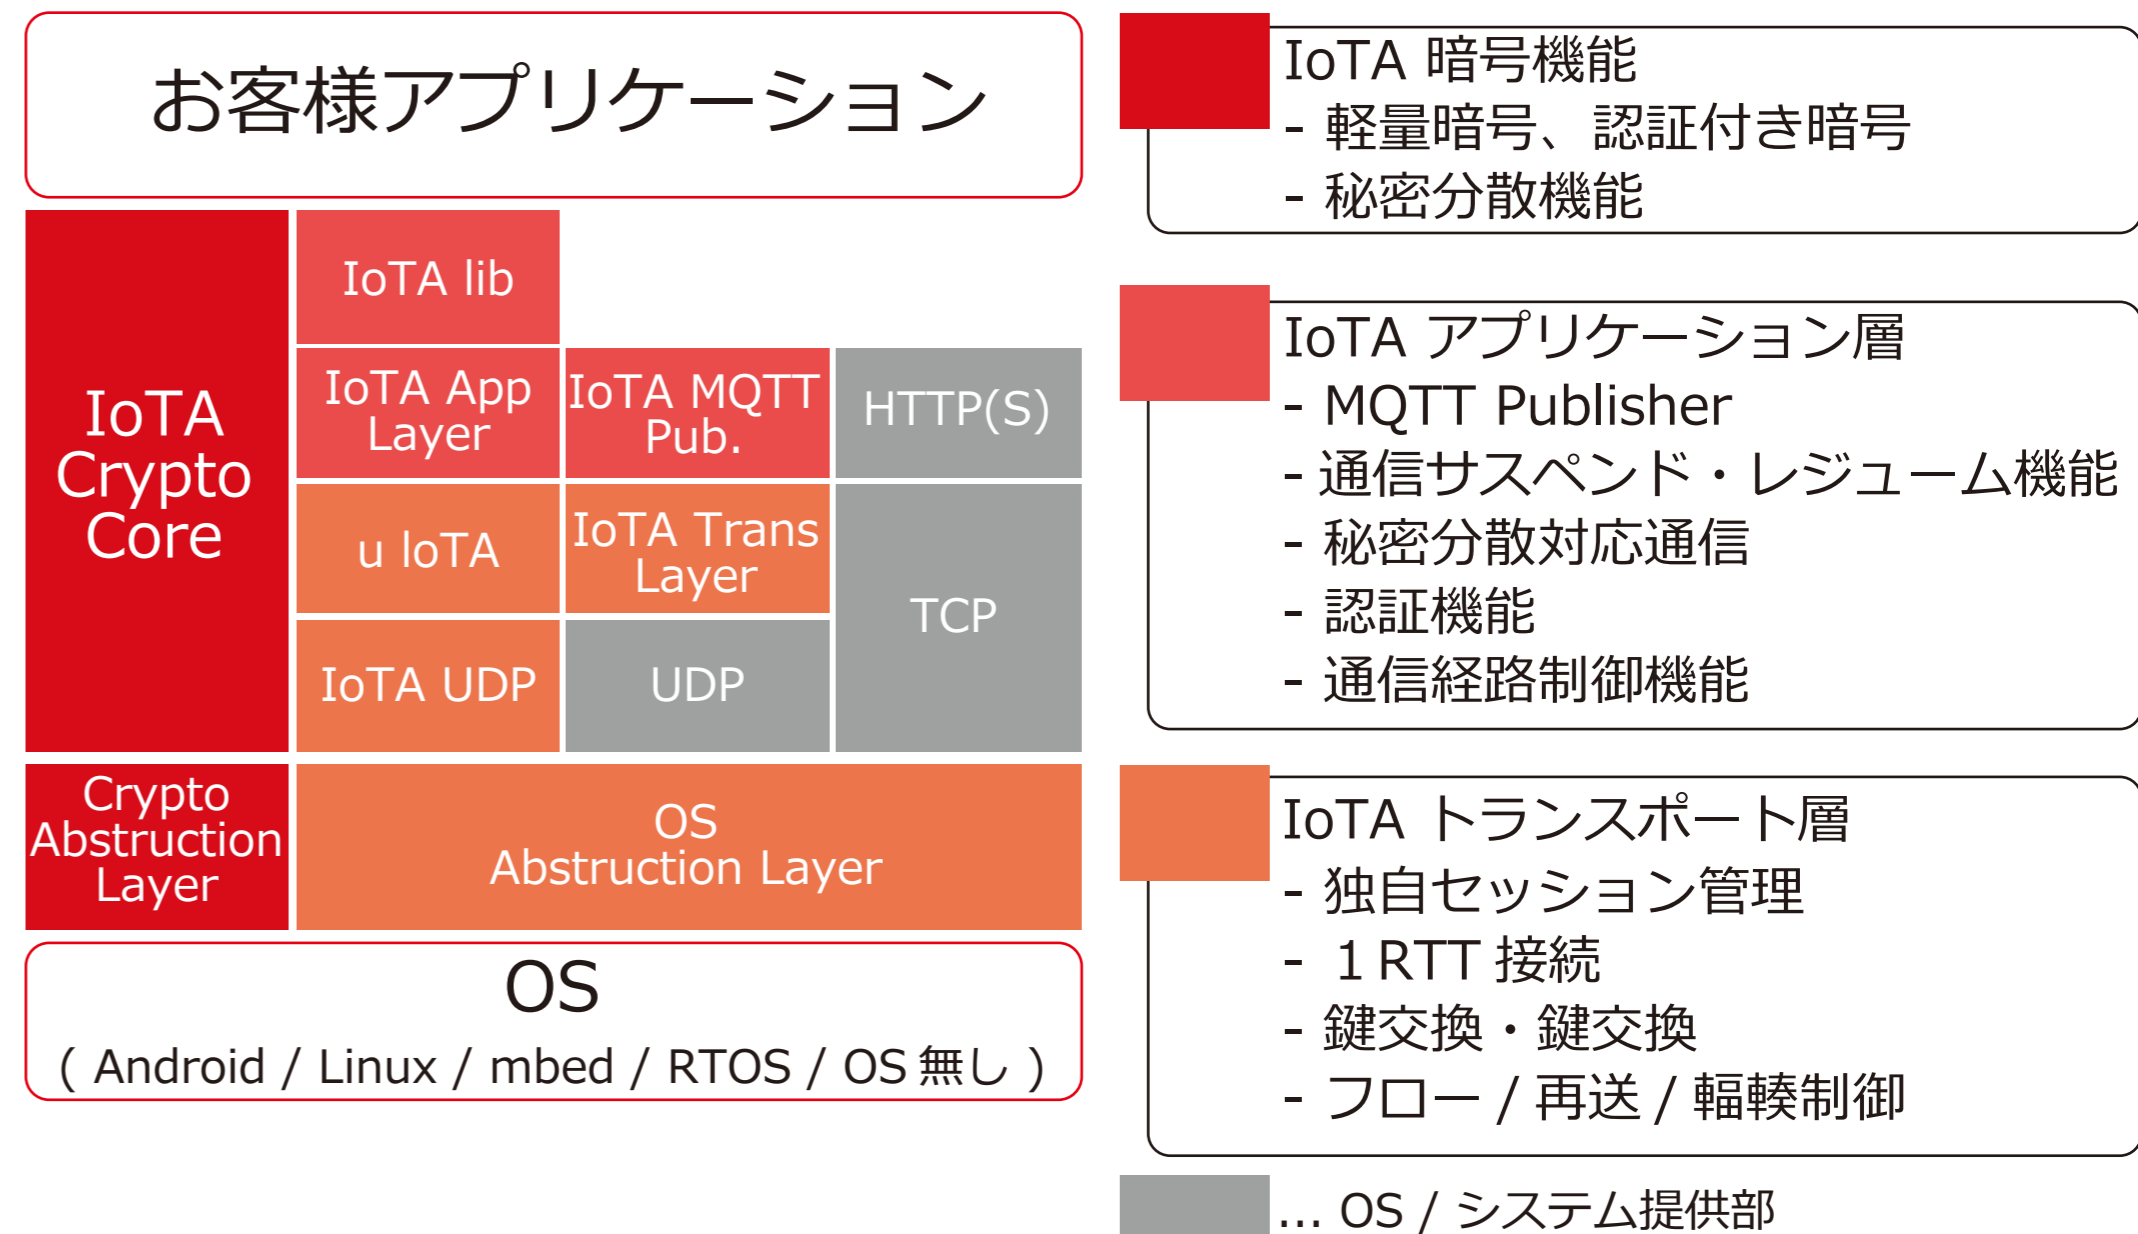 お客様アプリケーション
IoTA
Crypto
Core
IoTA lib
IoTA App
Layer
IoTA MQTT
Pub.
HTTP(S)
u loTA
IoTA Trans
Layer
TCP
IoTA UDP
UDP
Crypto
Abstruction
Layer
OS
Abstruction Layer
OS
( Android / Linux / mbed / RTOS / OS 無し )
IoTA 暗号機能
- 軽量暗号、認証付き暗号
- 秘密分散機能
IoTA アプリケーション層
- MQTT Publisher
- 通信サスペンド・レジューム機能
- 秘密分散対応通信
- 認証機能
- 通信経路制御機能
IoTA トランスポート層
- 独自セッション管理
- １RTT 接続
- 鍵交換・鍵交換
- フロー / 再送 / 輻輳制御
... OS / システム提供部